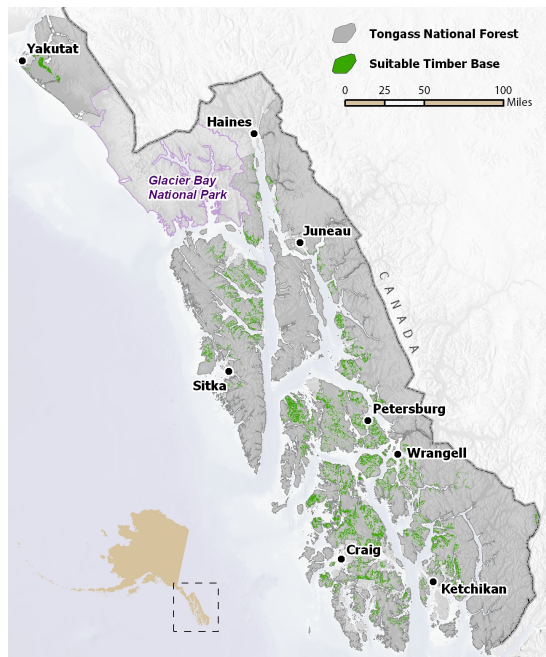 Tongass National Forest
Suitable Timber Base
0 25 50 100
Miles
Yakutat
Haines
Glacier Bay
National Park
Juneau
CANADA
Sitka
Petersburg
Wrangell
Craig
Ketchikan